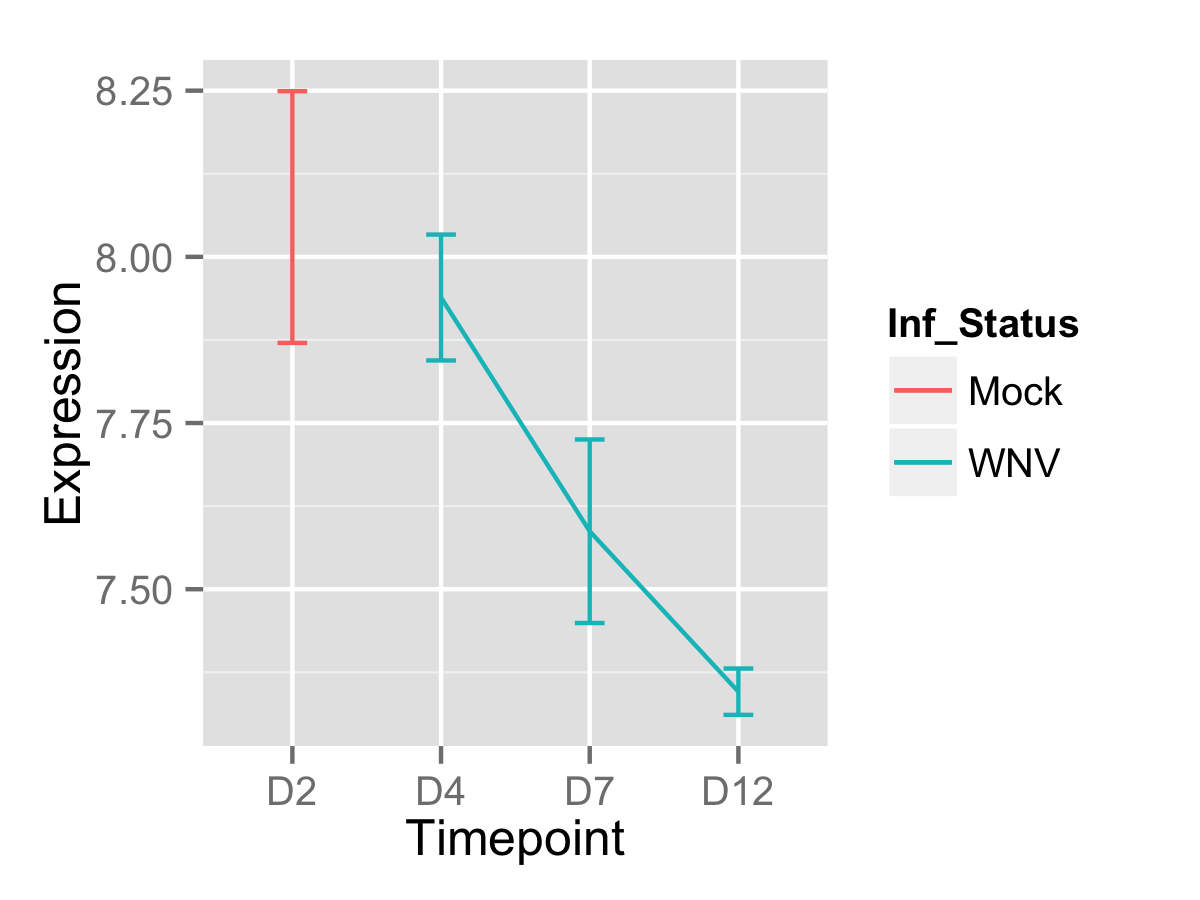 8.25
8.00
7.75
7.50
Expression
D2 D4 D7 D12
Timepoint
Inf_Status
Mock
WNV